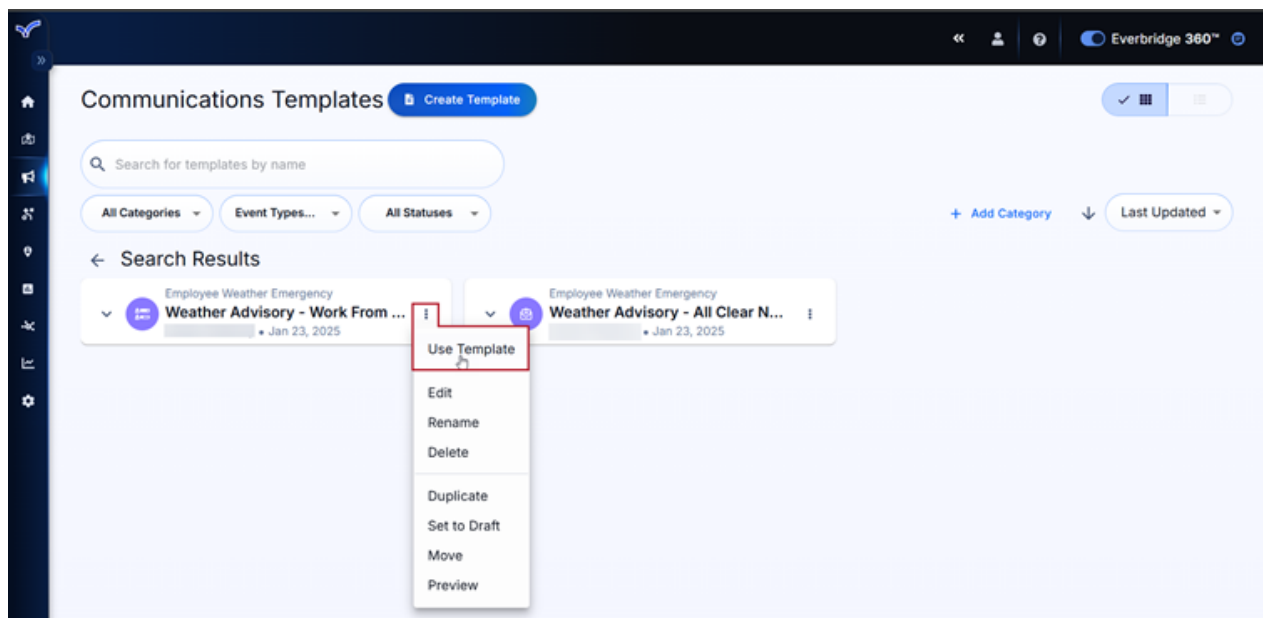 Everbridge 360™
Communications Templates
Create Template
Search for templates by name
All Categories
Event Types...
All Statuses
+ Add Category
Last Updated
Search Results
Employee Weather Emergency
Weather Advisory - Work From ...
• Jan 23, 2025
Employee Weather Emergency
Weather Advisory - All Clear N...
• Jan 23, 2025
Use Template
Edit
Rename
Delete
Duplicate
Set to Draft
Move
Preview